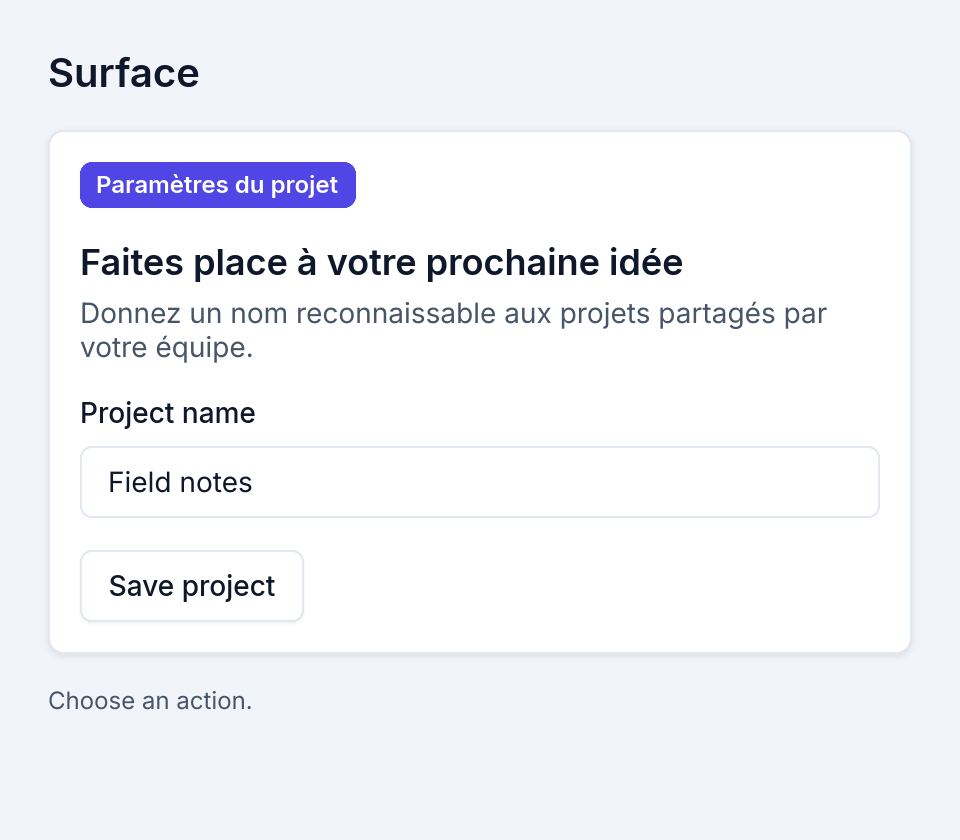 Surface
Paramètres du projet
Faites place à votre prochaine idée
Donnez un nom reconnaissable aux projets partagés par
votre équipe.
Project name
Field notes
Save project
Choose an action.